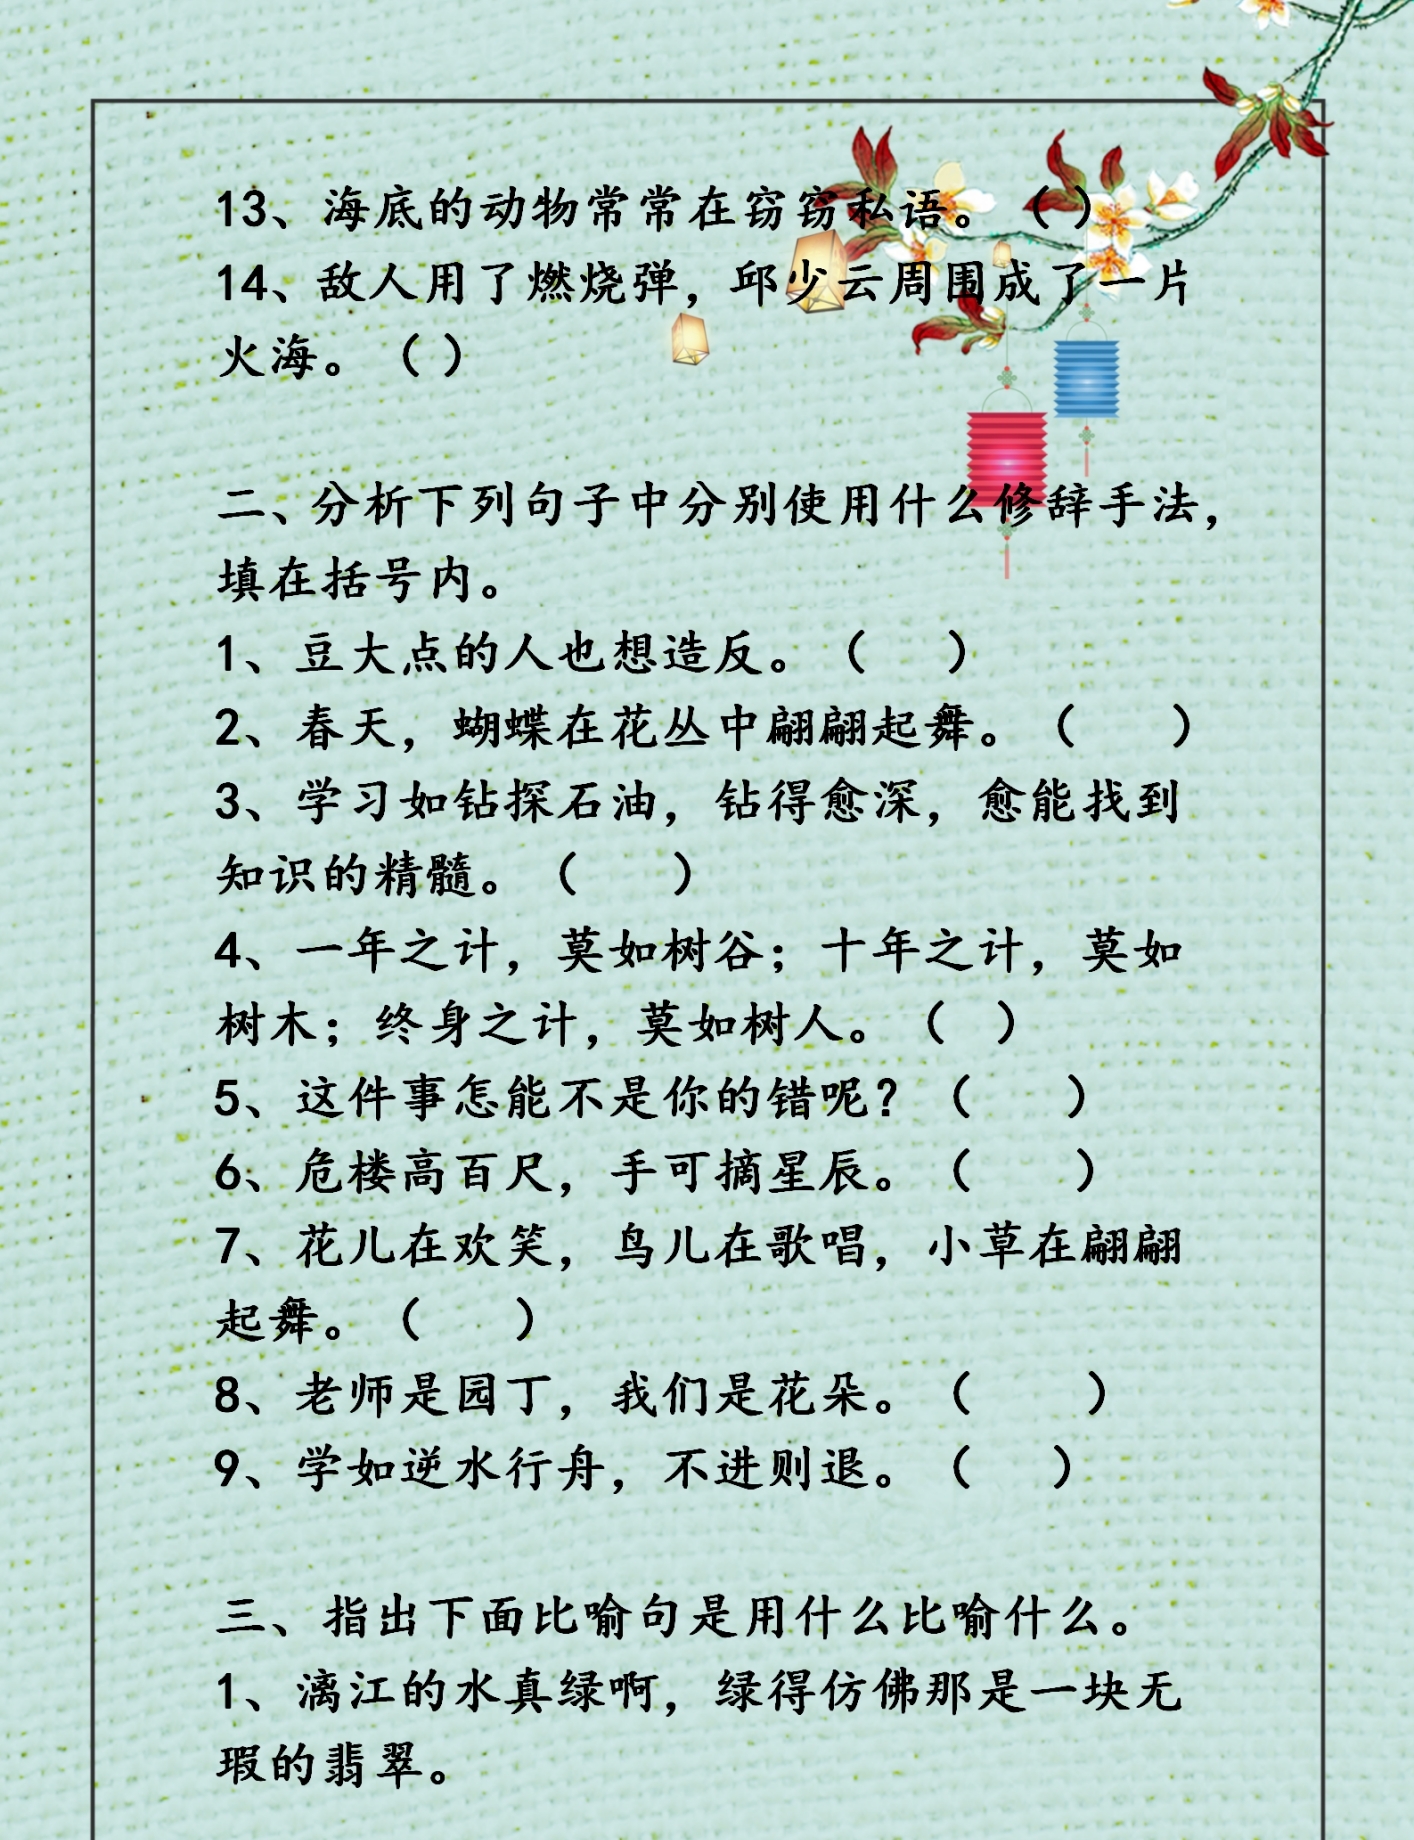 13、海底的动物常常在窃窃私语。（ ）
14、敌人用了燃烧弹，邱少云周围成了一片
火海。（ ）
二、分析下列句子中分别使用什么修辞手法，
填在括号内。
1、豆大点的人也想造反。（   ）
2、春天，蝴蝶在花丛中翩翩起舞。（   ）
3、学习如钻探石油，钻得愈深，愈能找到
知识的精髓。（   ）
4、一年之计，莫如树谷；十年之计，莫如
树木；终身之计，莫如树人。（  ）
5、这件事怎能不是你的错呢？（   ）
6、危楼高百尺，手可摘星辰。（   ）
7、花儿在欢笑，鸟儿在歌唱，小草在翩翩
起舞。（   ）
8、老师是园丁，我们是花朵。（    ）
9、学如逆水行舟，不进则退。（   ）
三、指出下面比喻句是用什么比喻什么。
1、漓江的水真绿啊，绿得仿佛那是一块无
瑕的翡翠。